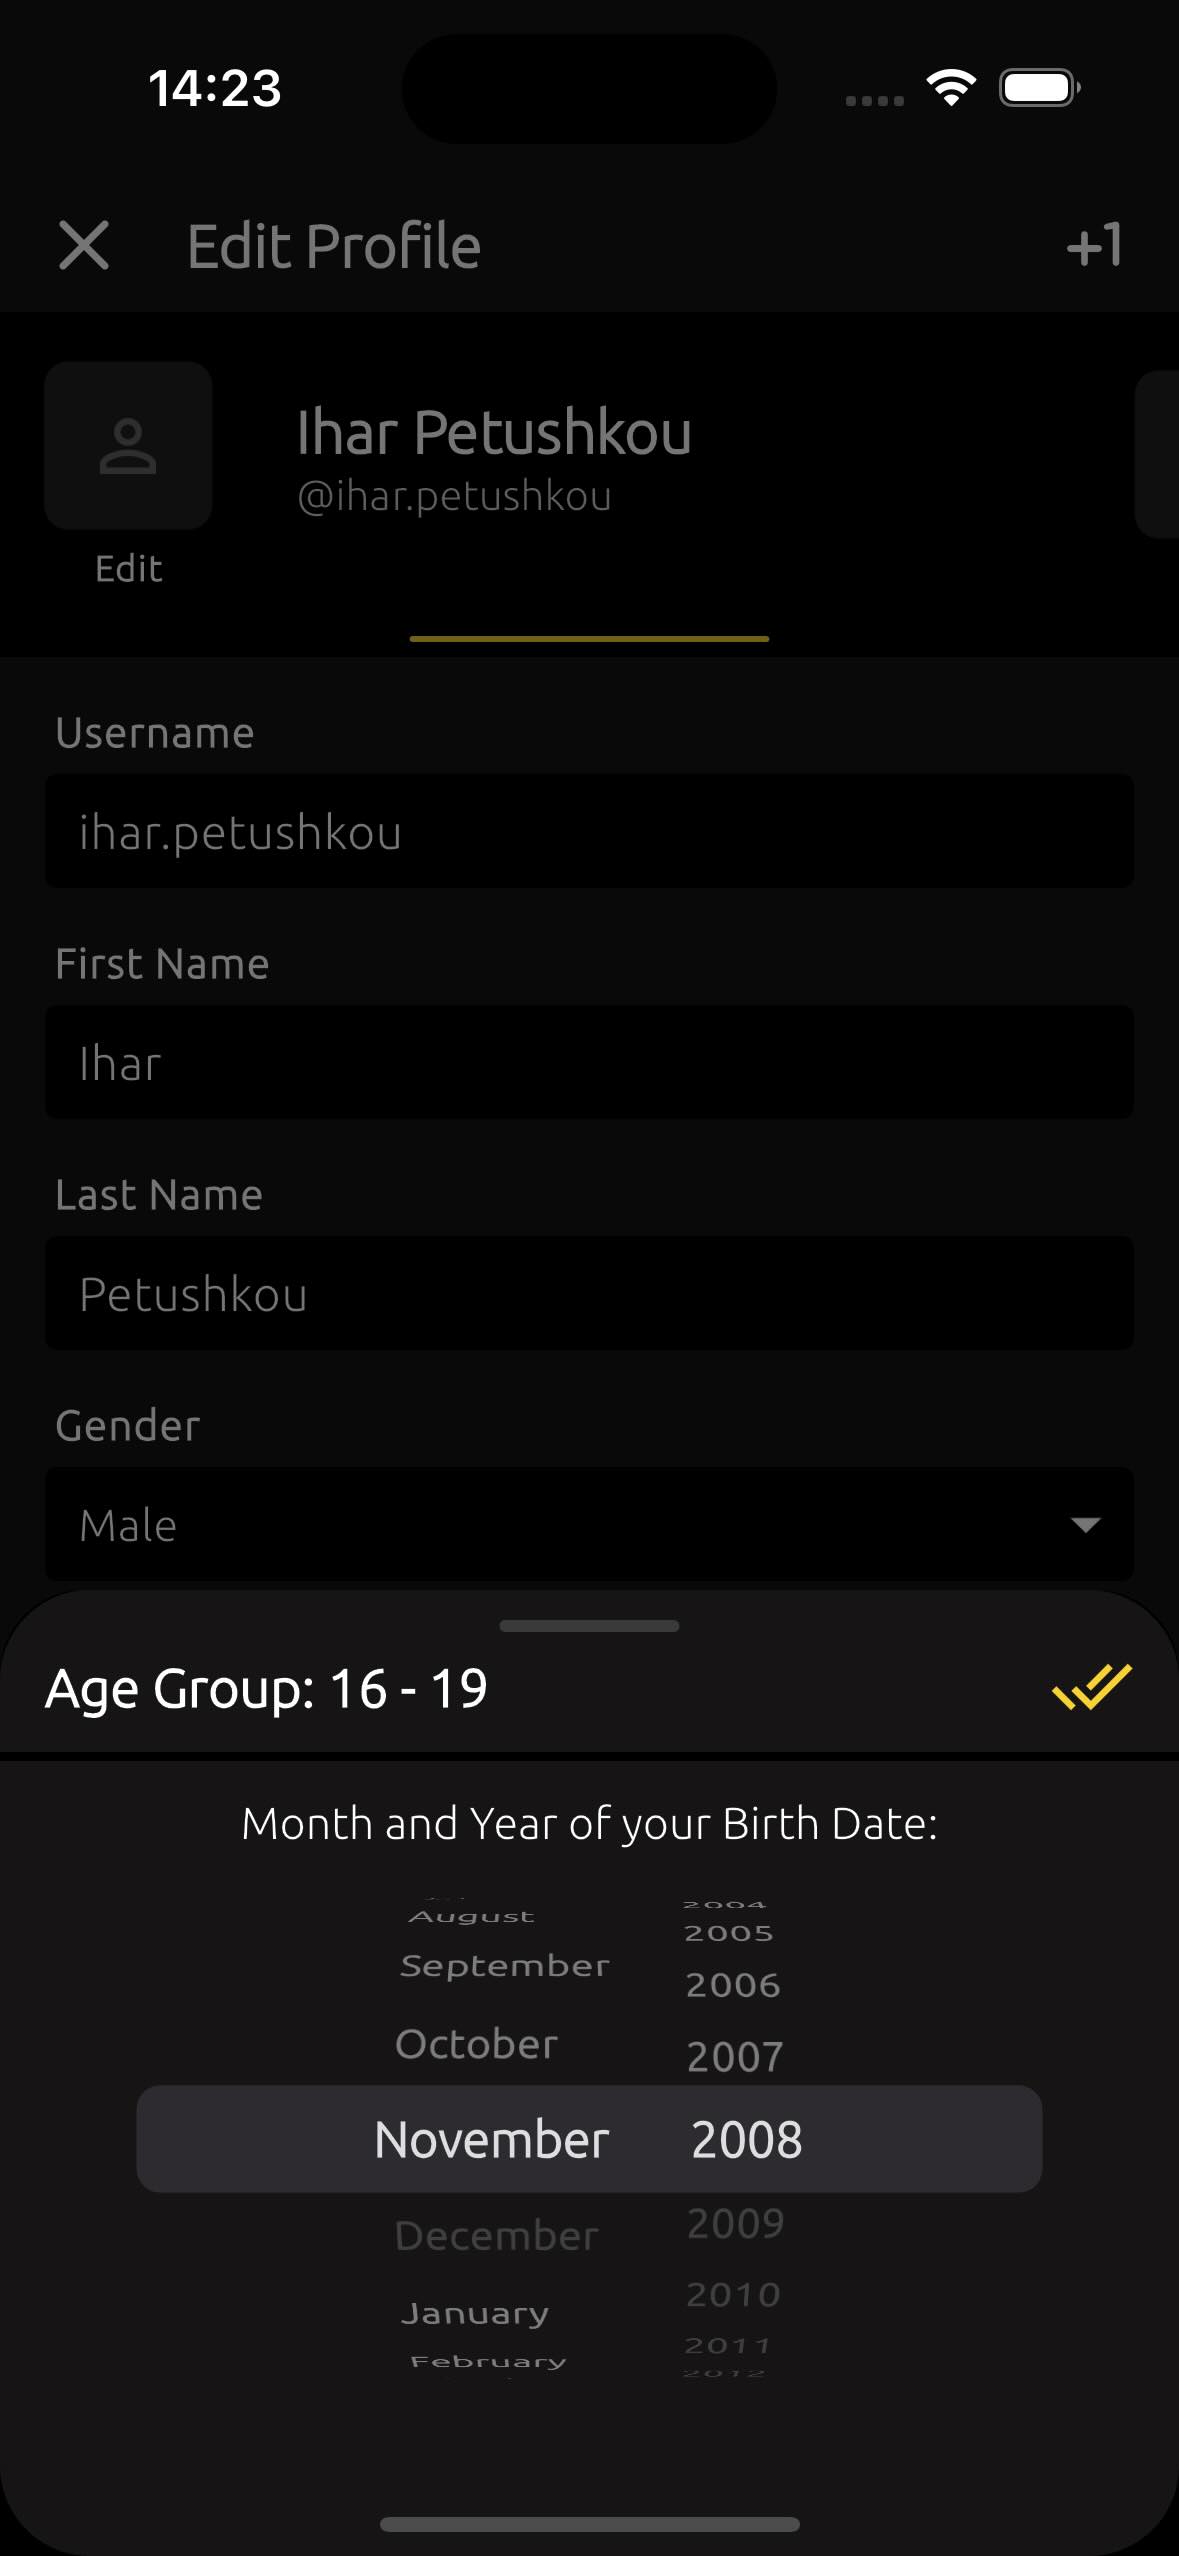 14:23
Edit Profile
+1
Ihar Petushkou
@ihar.petushkou
Edit
Username
ihar.petushkou
First Name
Ihar
Last Name
Petushkou
Gender
Male
Age Group: 16 - 19
Month and Year of your Birth Date:
2004
August
2005
September
2006
October
2007
November 2008
December
2009
January
2010
February
2011
2012